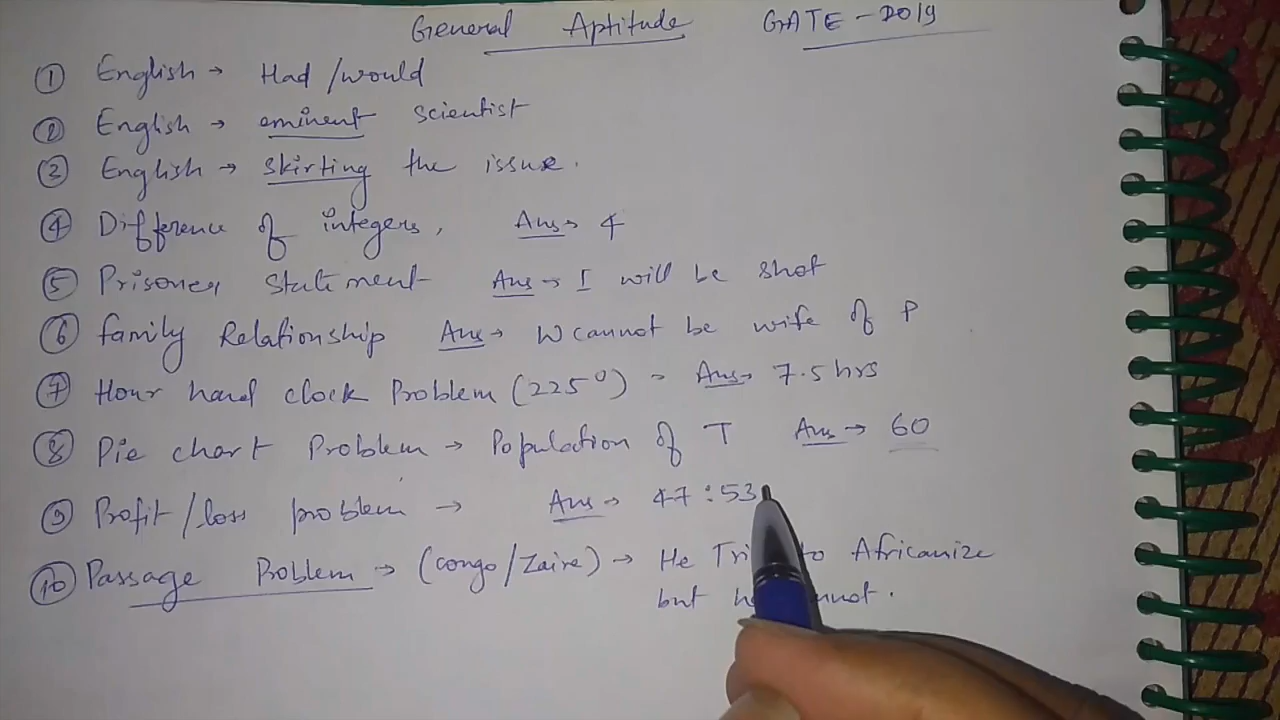 General Aptitude GATE-2019
① English → Had/would
② English → eminent scientist
③ English → skirting the issue.
④ Difference of integers, Ans→ 4
⑤ Prisoner statement Ans→ I will be shot
⑥ family Relationship Ans→ W cannot be wife of P
⑦ Hour hand clock Problem (225°) - Ans→ 7.5 hrs
⑧ Pie chart Problem → Population of T Ans→ 60
⑨ Profit/loss problem → Ans→ 47:53
⑩ Passage Problem → (congo/Zaire) → He to Africanize
but